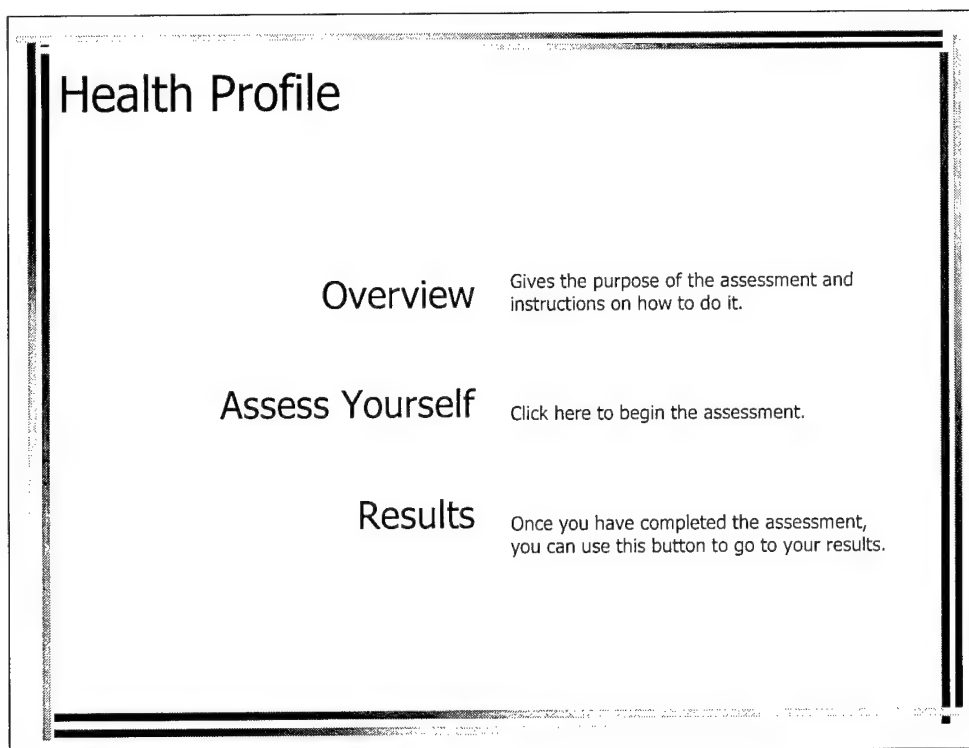 Health Profile
Overview
Gives the purpose of the assessment and
instructions on how to do it.
Assess Yourself
Click here to begin the assessment.
Results
Once you have completed the assessment,
you can use this button to go to your results.